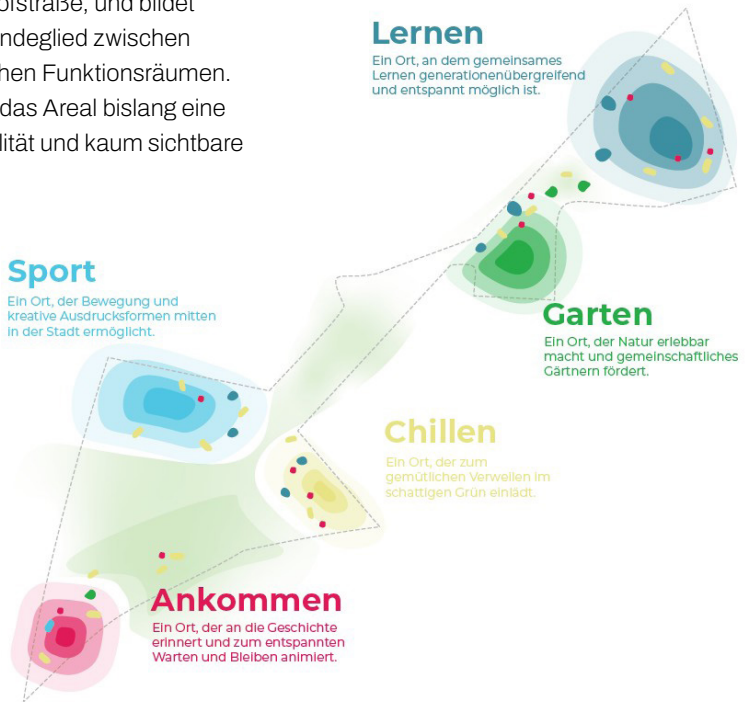 ndeglied zwischen
hen Funktionsräumen.
das Areal bislang eine
lität und kaum sichtbare
Lernen
Ein Ort, an dem gemeinsames
Lernen generationenübergreifend
und entspannt möglich ist.
Sport
Ein Ort, der Bewegung und
kreative Ausdrucksformen mitten
in der Stadt ermöglicht.
Garten
Ein Ort, der Natur erlebbar
macht und gemeinschaftliches
Gärtnern fördert.
Chillen
Ein Ort, der zum
gemütlichen Verweilen im
schattigen Grün einlädt.
Ankommen
Ein Ort, der an die Geschichte
erinnert und zum entspannten
Warten und Bleiben animiert.